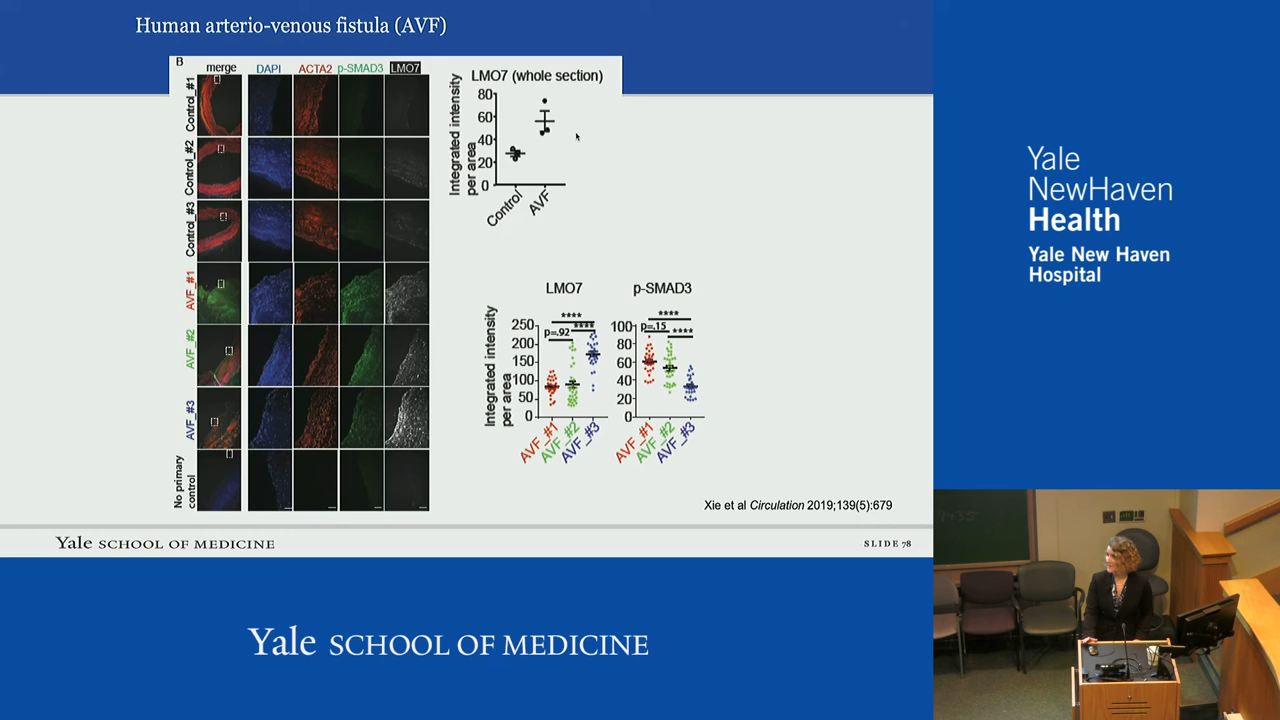 Human arterio-venous fistula (AVF)
B
merge DAPI ACTA2 p-SMAD3 LMO7
Control_#1
Control_#2
Control_#3
AVF_#1
AVF_#2
AVF_#3
No primary
control
LMO7 (whole section)
Integrated intensity
per area
80
60
40
20
0
Control AVF
LMO7
Integrated intensity
per area
250
200
150
100
50
0
****
p=.92 ****
AVF_#1 AVF_#2 AVF_#3
p-SMAD3
100
80
60
40
20
0
****
p=.15 ****
AVF_#1 AVF_#2 AVF_#3
Xie et al Circulation 2019;139(5):679
Yale SCHOOL OF MEDICINE
SLIDE 78
Yale SCHOOL OF MEDICINE
Yale
NewHaven
Health
Yale New Haven
Hospital